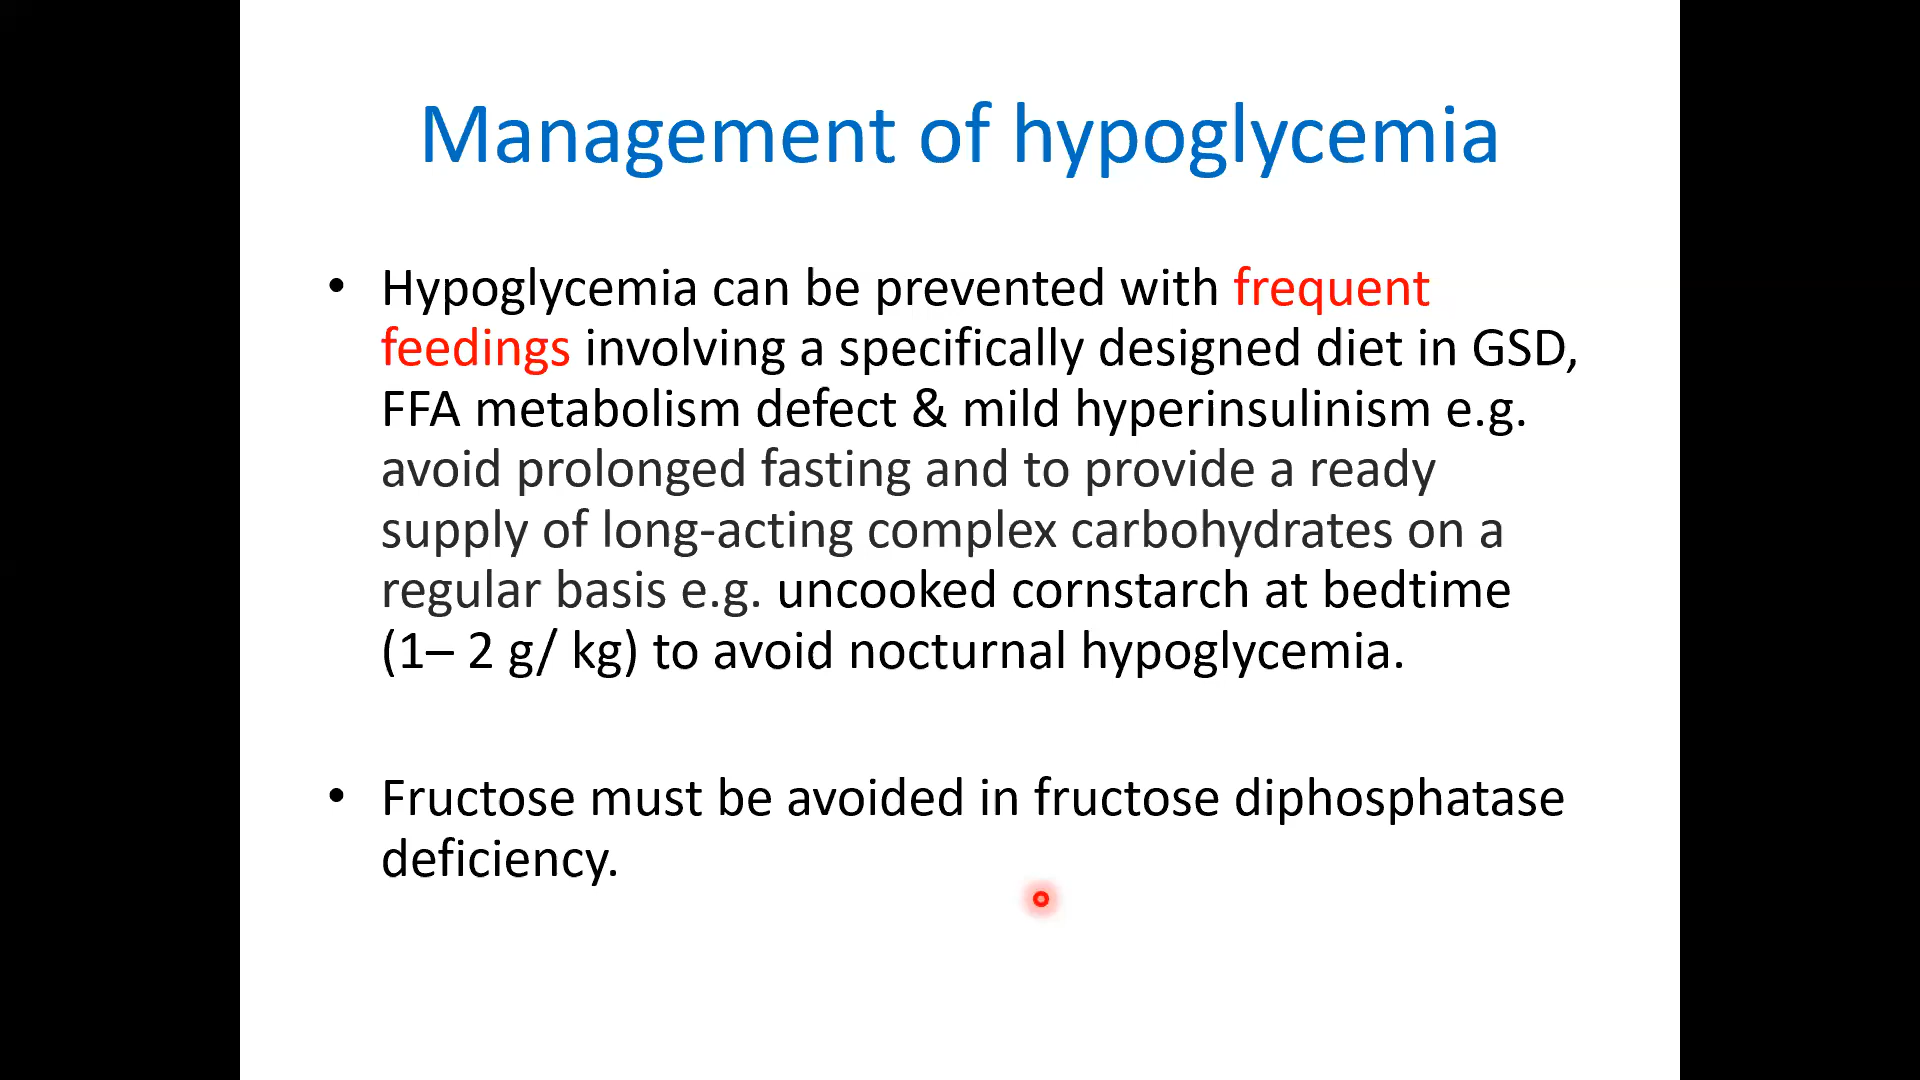 Management of hypoglycemia
• Hypoglycemia can be prevented with frequent
feedings involving a specifically designed diet in GSD,
FFA metabolism defect & mild hyperinsulinism e.g.
avoid prolonged fasting and to provide a ready
supply of long-acting complex carbohydrates on a
regular basis e.g. uncooked cornstarch at bedtime
(1– 2 g/ kg) to avoid nocturnal hypoglycemia.
• Fructose must be avoided in fructose diphosphatase
deficiency.